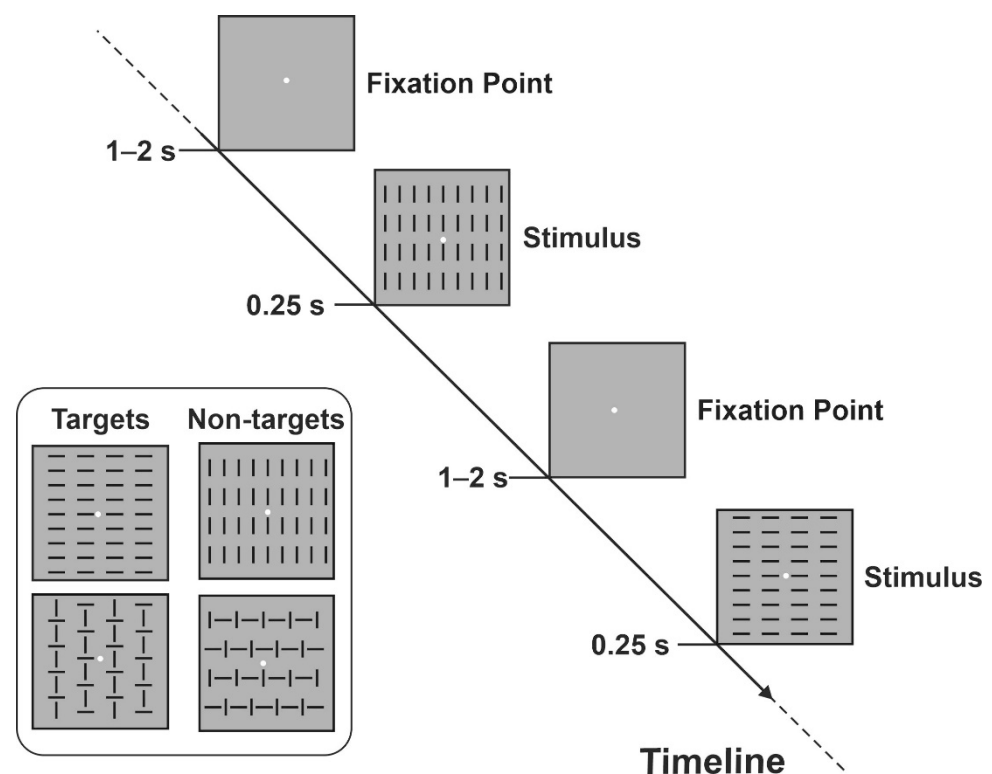 Fixation Point
1–2 s
Stimulus
0.25 s
Fixation Point
1–2 s
Stimulus
0.25 s
Timeline
Targets
Non-targets